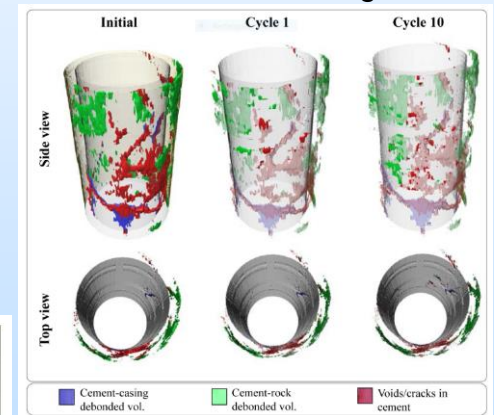 Initial
Cycle 1
Cycle 10
Side view
Top view
Cement-casing
debonded vol.
Cement-rock
debonded vol.
Voids/cracks in
cement